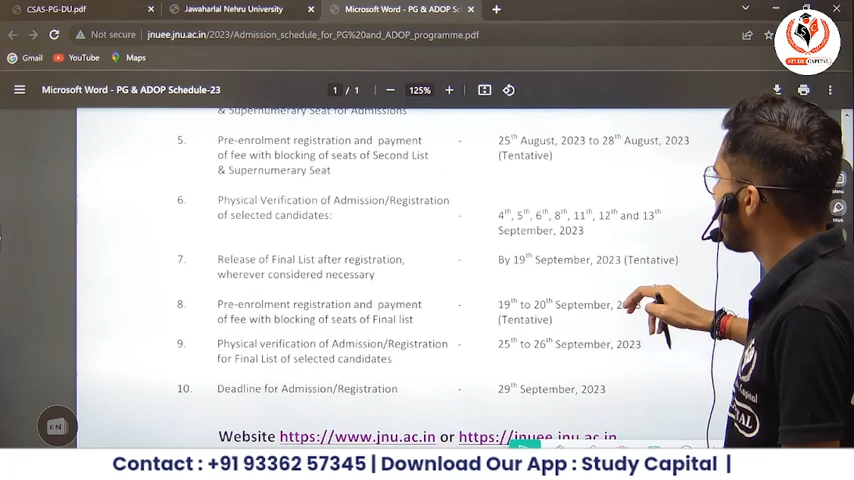 CSAS-PG-DU.pdf
Jawaharlal Nehru University
Microsoft Word - PG & ADOP Sc
Not secure
jnuee.jnu.ac.in/2023/Admission_schedule_for_PG%20and_ADOP_programme.pdf
Gmail
YouTube
Maps
STUDY CAPITAL
Microsoft Word - PG & ADOP Schedule-23
1 / 1
125%
& Supernumerary Seat for Admissions
5. Pre-enrolment registration and payment - 25th August, 2023 to 28th August, 2023
of fee with blocking of seats of Second List (Tentative)
& Supernumerary Seat
6. Physical Verification of Admission/Registration
of selected candidates: - 4th, 5th, 6th, 8th, 11th, 12th and 13th
September, 2023
7. Release of Final List after registration, - By 19th September, 2023 (Tentative)
wherever considered necessary
8. Pre-enrolment registration and payment - 19th to 20th September,
of fee with blocking of seats of Final list (Tentative)
9. Physical verification of Admission/Registration - 25th to 26th September, 2023
for Final List of selected candidates
10. Deadline for Admission/Registration - 29th September, 2023
Website https://www.jnu.ac.in or https://jnuee.jnu.ac.in
Menu
Mark
EN
Capital
CAPITAL
Contact : +91 93362 57345 | Download Our App : Study Capital |